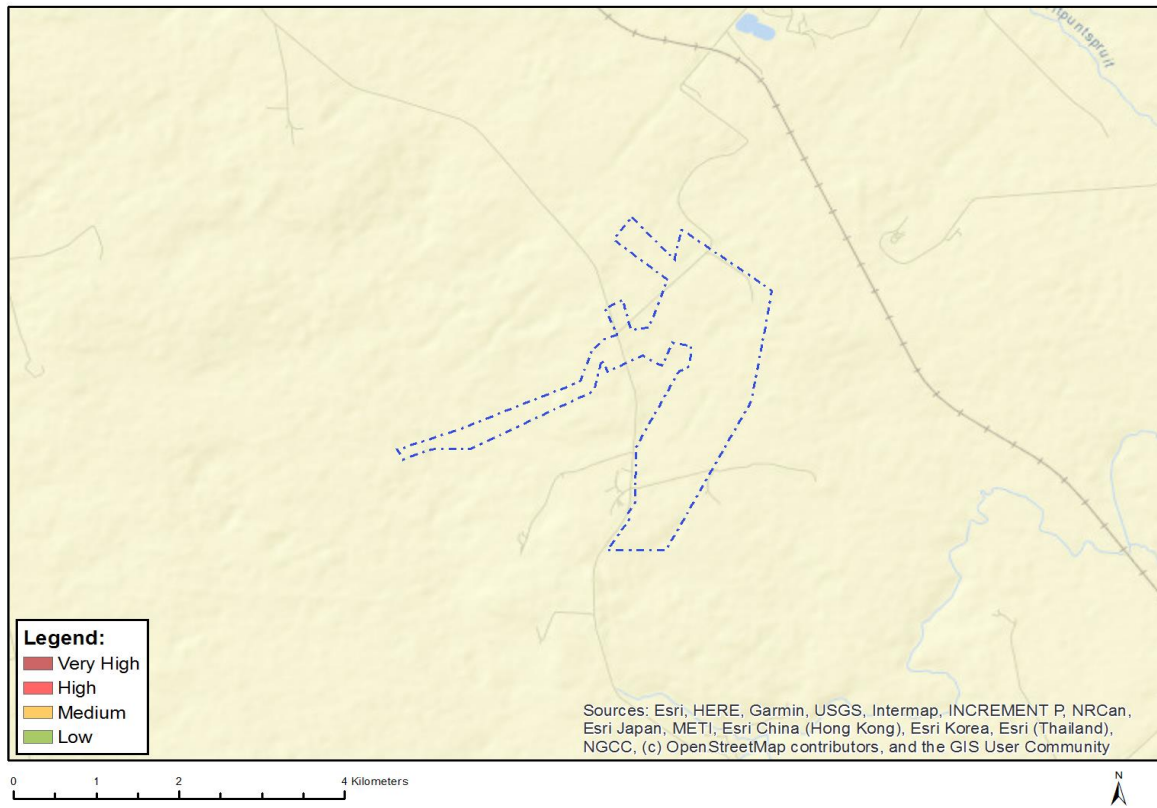 Legend:
Very High
High
Medium
Low
Sources: Esri, HERE, Garmin, USGS, Intermap, INCREMENT P, NRCan,
Esri Japan, METI, Esri China (Hong Kong), Esri Korea, Esri (Thailand),
NGCC, (c) OpenStreetMap contributors, and the GIS User Community
0 1 2 4 Kilometers
N